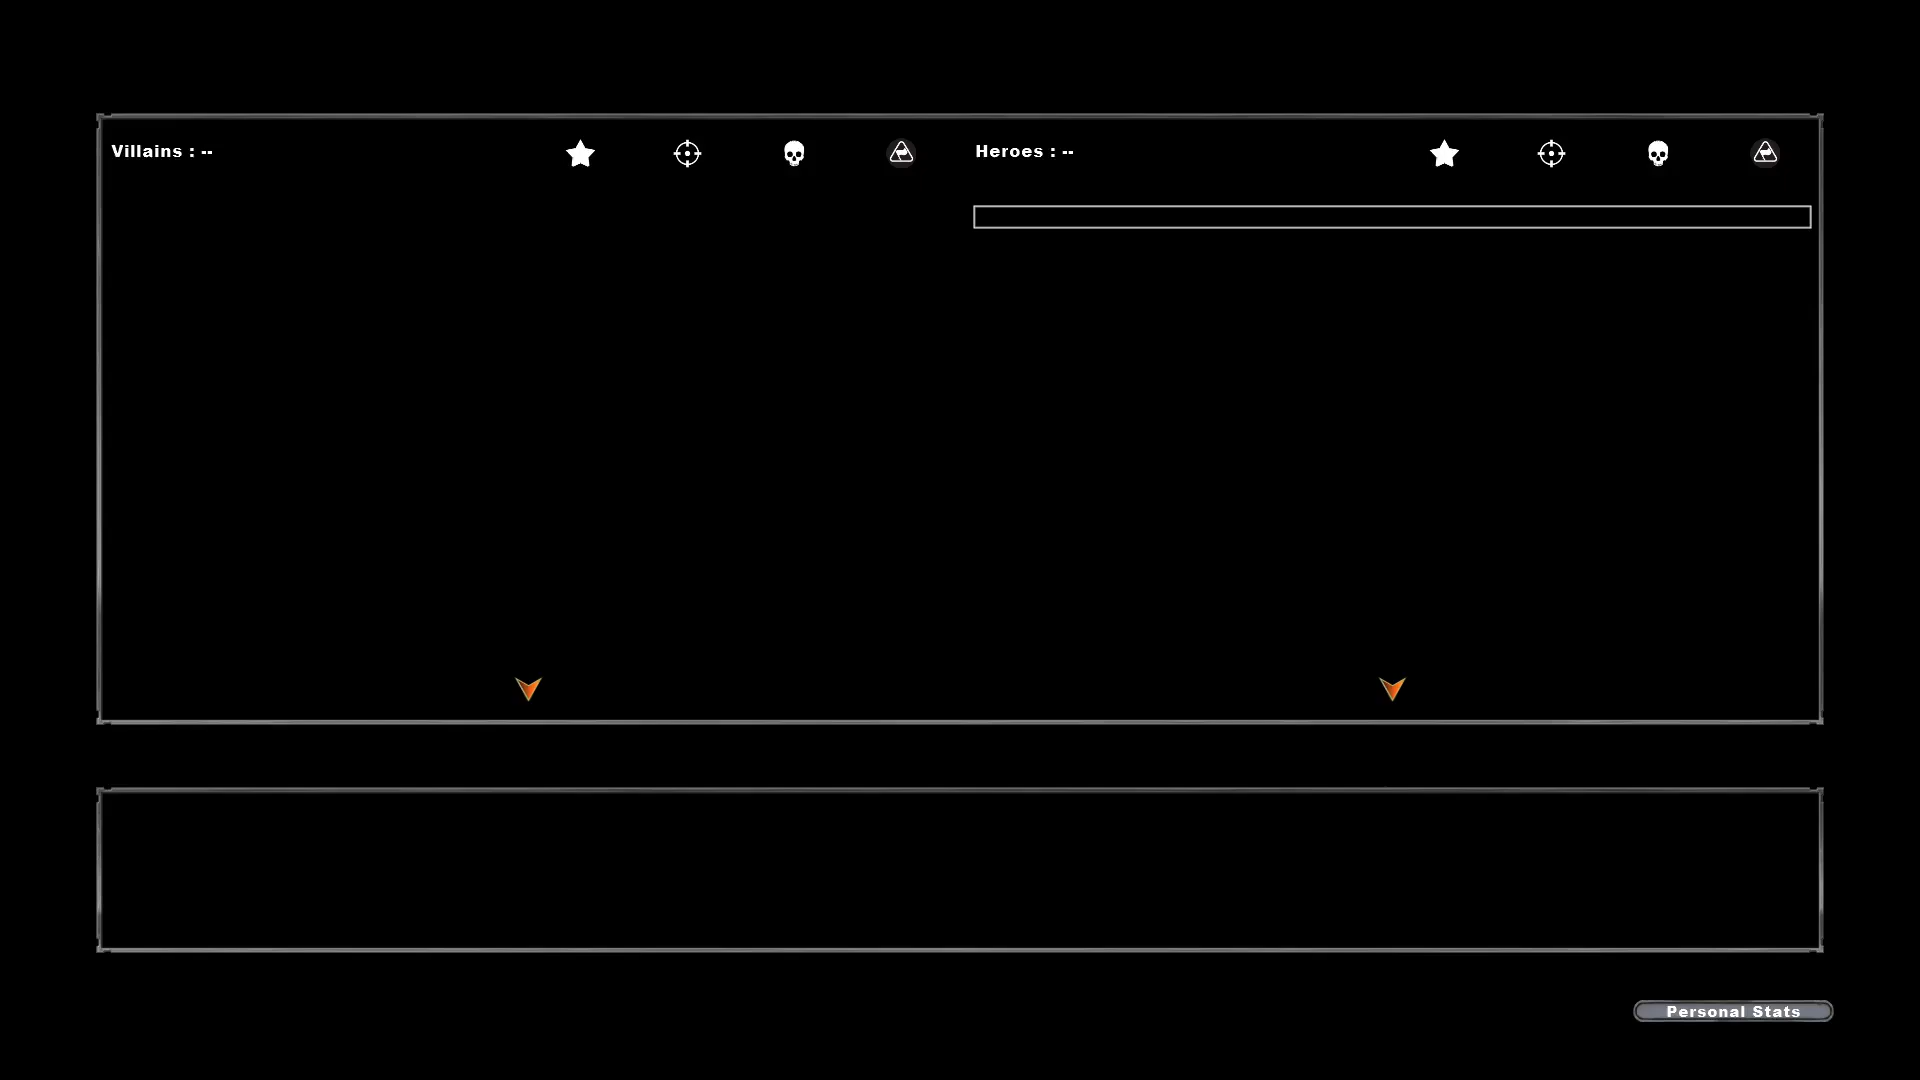 Villains : --
Heroes : --
Personal Stats